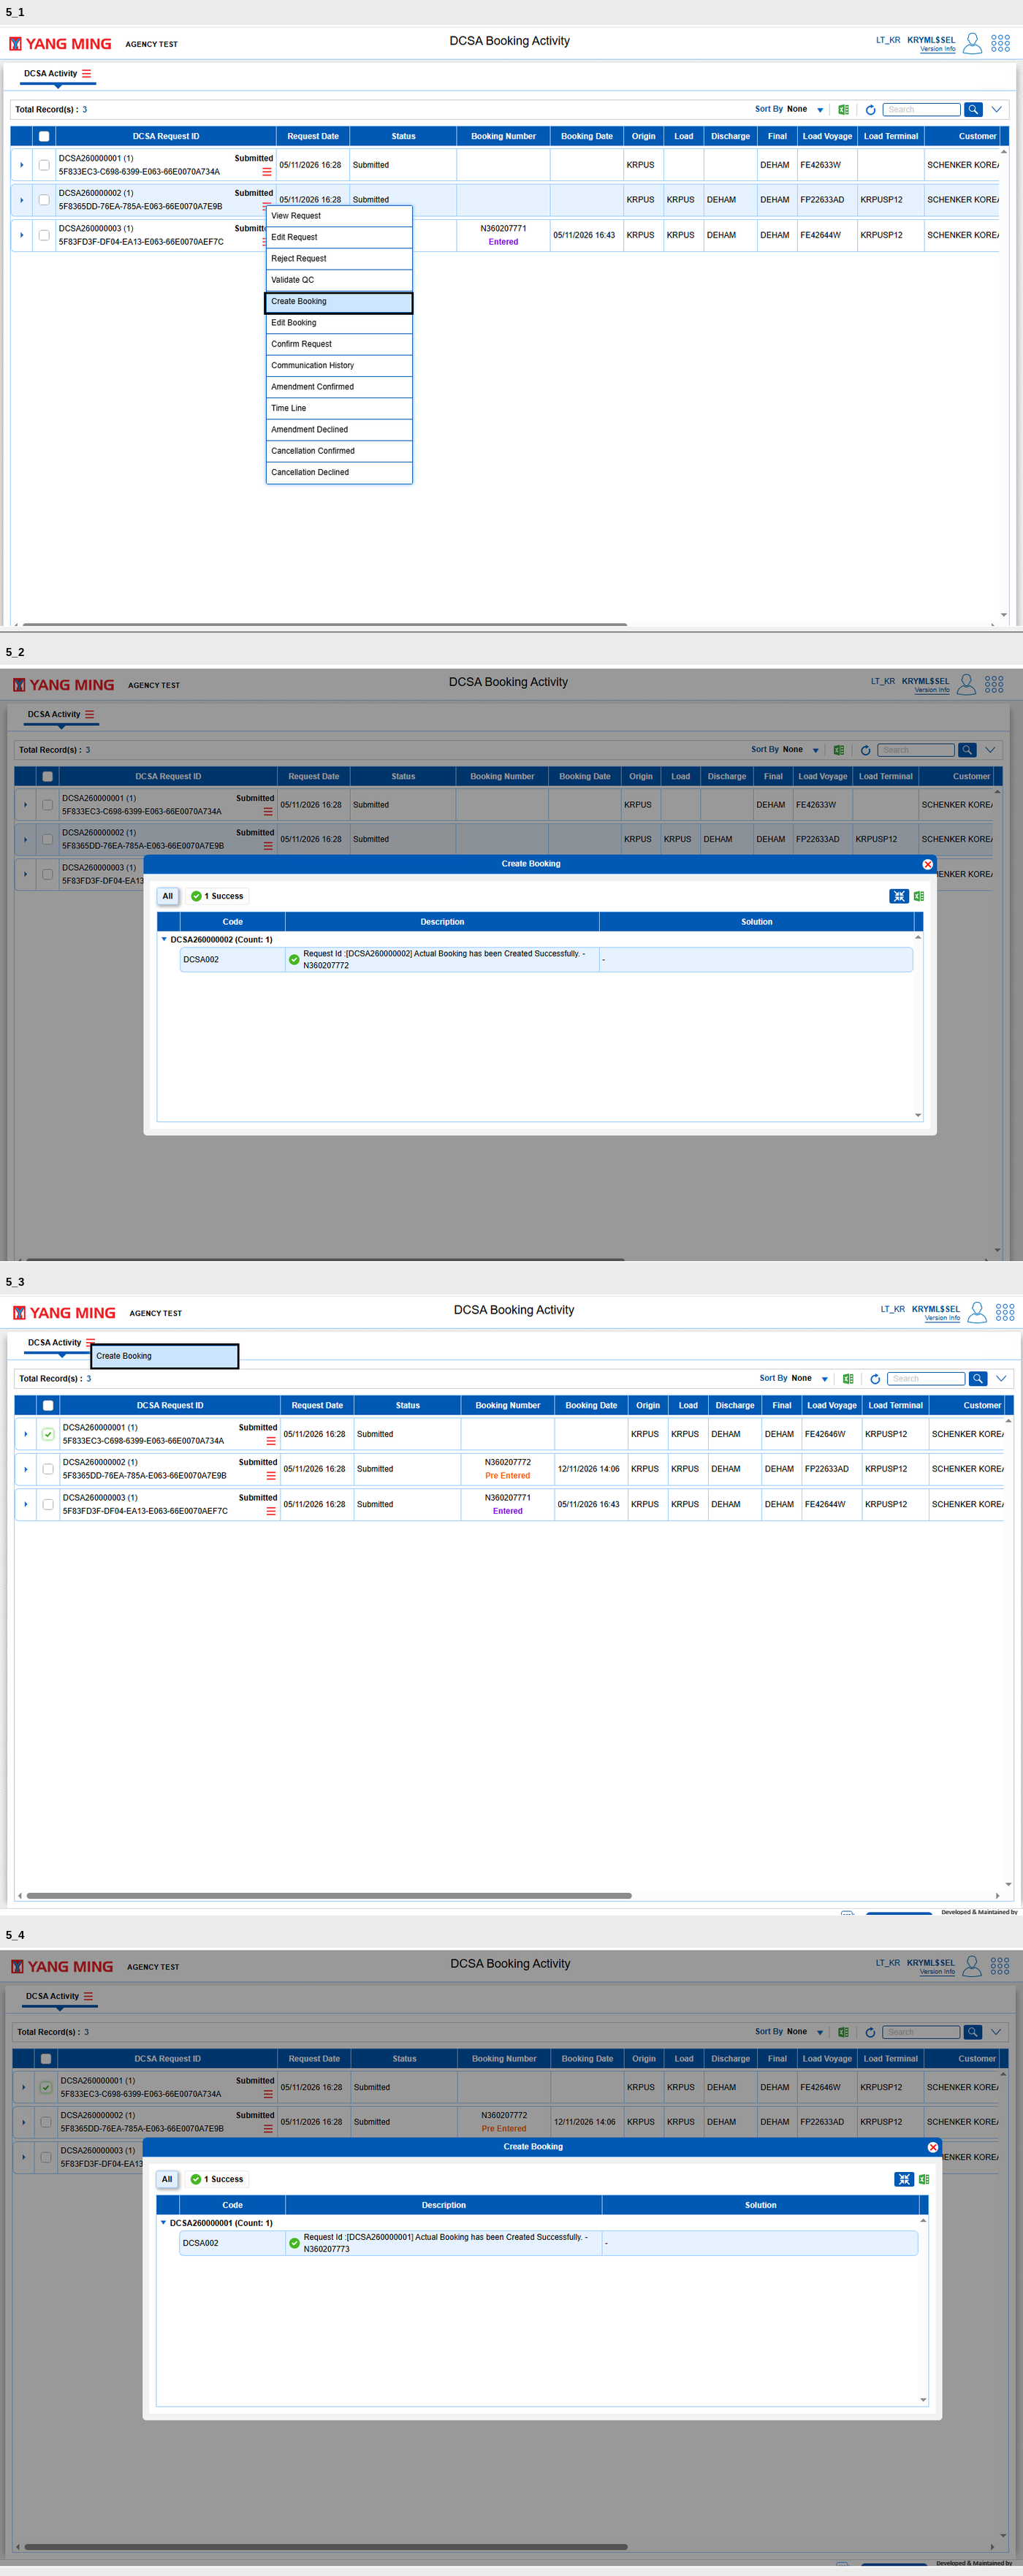 5_1
YANG MING AGENCY TEST
DCSA Booking Activity
LT_KR KRYML$SEL
Version Info
DCSA Activity
Total Record(s) : 3
Sort By None
Search
DCSA Request ID Request Date Status Booking Number Booking Date Origin Load Discharge Final Load Voyage Load Terminal Customer
DCSA260000001 (1) Submitted
5F833EC3-C698-6399-E063-66E0070A734A
05/11/2026 16:28 Submitted KRPUS DEHAM FE42633W SCHENKER KOREA
DCSA260000002 (1) Submitted
5F8365DD-76EA-785A-E063-66E0070A7E9B
05/11/2026 16:28 Submitted KRPUS KRPUS DEHAM DEHAM FP22633AD KRPUSP12 SCHENKER KOREA
DCSA260000003 (1) Submitted
5F83FD3F-DF04-EA13-E063-66E0070AEF7C
N360207771
Entered
05/11/2026 16:43 KRPUS KRPUS DEHAM DEHAM FE42644W KRPUSP12 SCHENKER KOREA
View Request
Edit Request
Reject Request
Validate QC
Create Booking
Edit Booking
Confirm Request
Communication History
Amendment Confirmed
Time Line
Amendment Declined
Cancellation Confirmed
Cancellation Declined
5_2
YANG MING AGENCY TEST
DCSA Booking Activity
LT_KR KRYML$SEL
Version Info
DCSA Activity
Total Record(s) : 3
Sort By None
Search
DCSA Request ID Request Date Status Booking Number Booking Date Origin Load Discharge Final Load Voyage Load Terminal Customer
DCSA260000001 (1) Submitted
5F833EC3-C698-6399-E063-66E0070A734A
05/11/2026 16:28 Submitted KRPUS DEHAM FE42633W SCHENKER KOREA
DCSA260000002 (1) Submitted
5F8365DD-76EA-785A-E063-66E0070A7E9B
05/11/2026 16:28 Submitted KRPUS KRPUS DEHAM DEHAM FP22633AD KRPUSP12 SCHENKER KOREA
DCSA260000003 (1)
5F83FD3F-DF04-EA13
HENKER KOREA
Create Booking
All 1 Success
Code Description Solution
DCSA260000002 (Count: 1)
DCSA002
Request Id :[DCSA260000002] Actual Booking has been Created Successfully. -
N360207772
-
5_3
YANG MING AGENCY TEST
DCSA Booking Activity
LT_KR KRYML$SEL
Version Info
DCSA Activity
Create Booking
Total Record(s) : 3
Sort By None
Search
DCSA Request ID Request Date Status Booking Number Booking Date Origin Load Discharge Final Load Voyage Load Terminal Customer
DCSA260000001 (1) Submitted
5F833EC3-C698-6399-E063-66E0070A734A
05/11/2026 16:28 Submitted KRPUS KRPUS DEHAM DEHAM FE42646W KRPUSP12 SCHENKER KOREA
DCSA260000002 (1) Submitted
5F8365DD-76EA-785A-E063-66E0070A7E9B
05/11/2026 16:28 Submitted
N360207772
Pre Entered
12/11/2026 14:06 KRPUS KRPUS DEHAM DEHAM FP22633AD KRPUSP12 SCHENKER KOREA
DCSA260000003 (1) Submitted
5F83FD3F-DF04-EA13-E063-66E0070AEF7C
05/11/2026 16:28 Submitted
N360207771
Entered
05/11/2026 16:43 KRPUS KRPUS DEHAM DEHAM FE42644W KRPUSP12 SCHENKER KOREA
Developed & Maintained by
5_4
YANG MING AGENCY TEST
DCSA Booking Activity
LT_KR KRYML$SEL
Version Info
DCSA Activity
Total Record(s) : 3
Sort By None
Search
DCSA Request ID Request Date Status Booking Number Booking Date Origin Load Discharge Final Load Voyage Load Terminal Customer
DCSA260000001 (1) Submitted
5F833EC3-C698-6399-E063-66E0070A734A
05/11/2026 16:28 Submitted KRPUS KRPUS DEHAM DEHAM FE42646W KRPUSP12 SCHENKER KOREA
DCSA260000002 (1) Submitted
5F8365DD-76EA-785A-E063-66E0070A7E9B
05/11/2026 16:28 Submitted
N360207772
Pre Entered
12/11/2026 14:06 KRPUS KRPUS DEHAM DEHAM FP22633AD KRPUSP12 SCHENKER KOREA
DCSA260000003 (1)
5F83FD3F-DF04-EA13
HENKER KOREA
Create Booking
All 1 Success
Code Description Solution
DCSA260000001 (Count: 1)
DCSA002
Request Id :[DCSA260000001] Actual Booking has been Created Successfully. -
N360207773
-
Developed & Maintained by